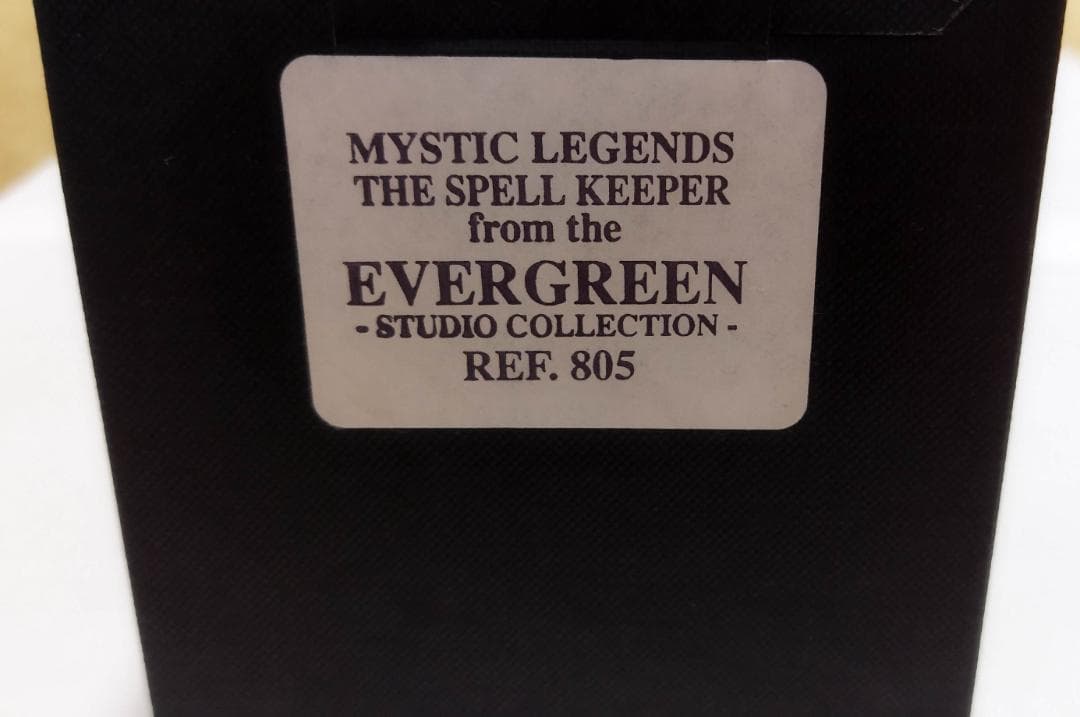 MYSTIC LEGENDS
THE SPELL KEEPER
from the
EVERGREEN
- STUDIO COLLECTION -
REF. 805